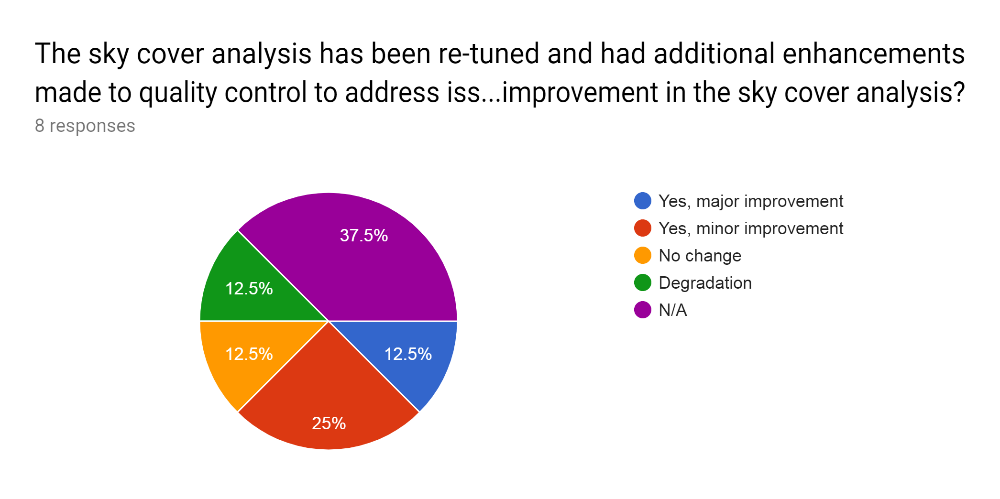 The sky cover analysis has been re-tuned and had additional enhancements
made to quality control to address iss...improvement in the sky cover analysis?
8 responses
37.5%
12.5%
12.5%
12.5%
25%
Yes, major improvement
Yes, minor improvement
No change
Degradation
N/A